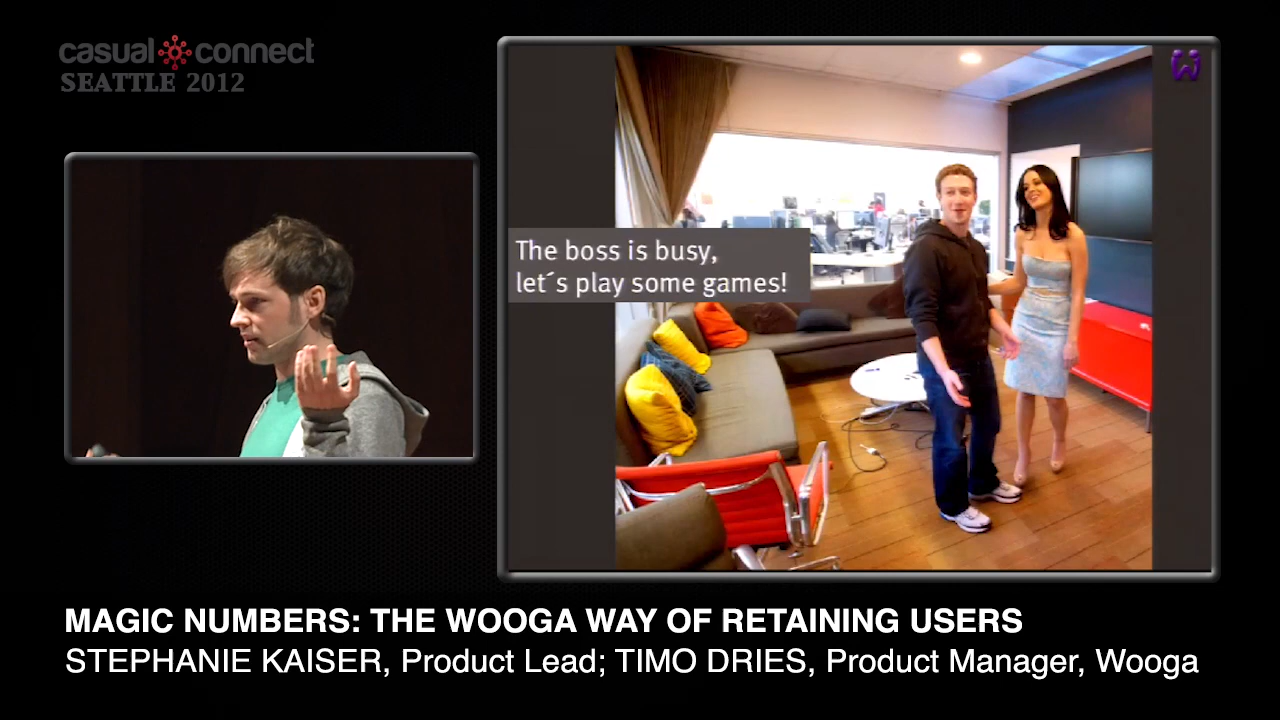 casual connect
SEATTLE 2012
The boss is busy,
let´s play some games!
MAGIC NUMBERS: THE WOOGA WAY OF RETAINING USERS
STEPHANIE KAISER, Product Lead; TIMO DRIES, Product Manager, Wooga